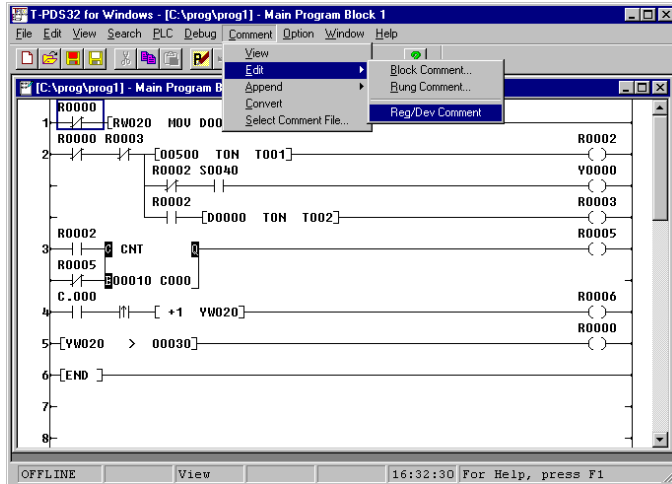 T-PDS32 for Windows - [C:\prog\prog1] - Main Program Block 1
File Edit View Search PLC Debug Comment Option Window Help
View
Edit
Block Comment...
[C:\prog\prog1] - Main Program B
Append
Rung Comment...
Convert
Select Comment File...
Reg/Dev Comment
R0000
1 [RW020 MOV D00
R0000 R0003 R0002
2 [00500 TON T001] ( )
R0002 S0040 Y0000
( )
R0002 R0003
[D0000 TON T002] ( )
R0002 R0005
3 C CNT Q ( )
R0005
E 00010 C000
C.000 R0006
4 [ +1 YW020] ( )
R0000
5 [YW020 > 00030] ( )
6 [END ]
7
8
OFFLINE View 16:32:30 For Help, press F1